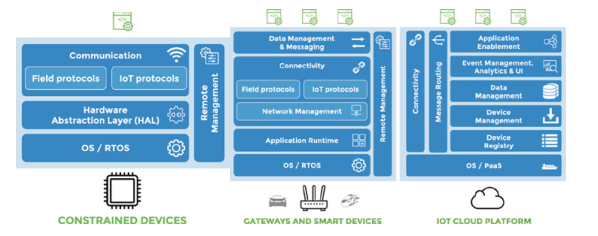 Communication
Field protocols
IoT protocols
Hardware
Abstraction Layer (HAL)
OS / RTOS
Remote
Management
CONSTRAINED DEVICES
Data Management
& Messaging
Connectivity
Field protocols
IoT protocols
Network Management
Application Runtime
OS / RTOS
Remote Management
GATEWAYS AND SMART DEVICES
Connectivity
Message Routing
Application
Enablement
Event Management,
Analytics & UI
Data
Management
Device
Management
Device
Registry
OS / PaaS
IOT CLOUD PLATFORM